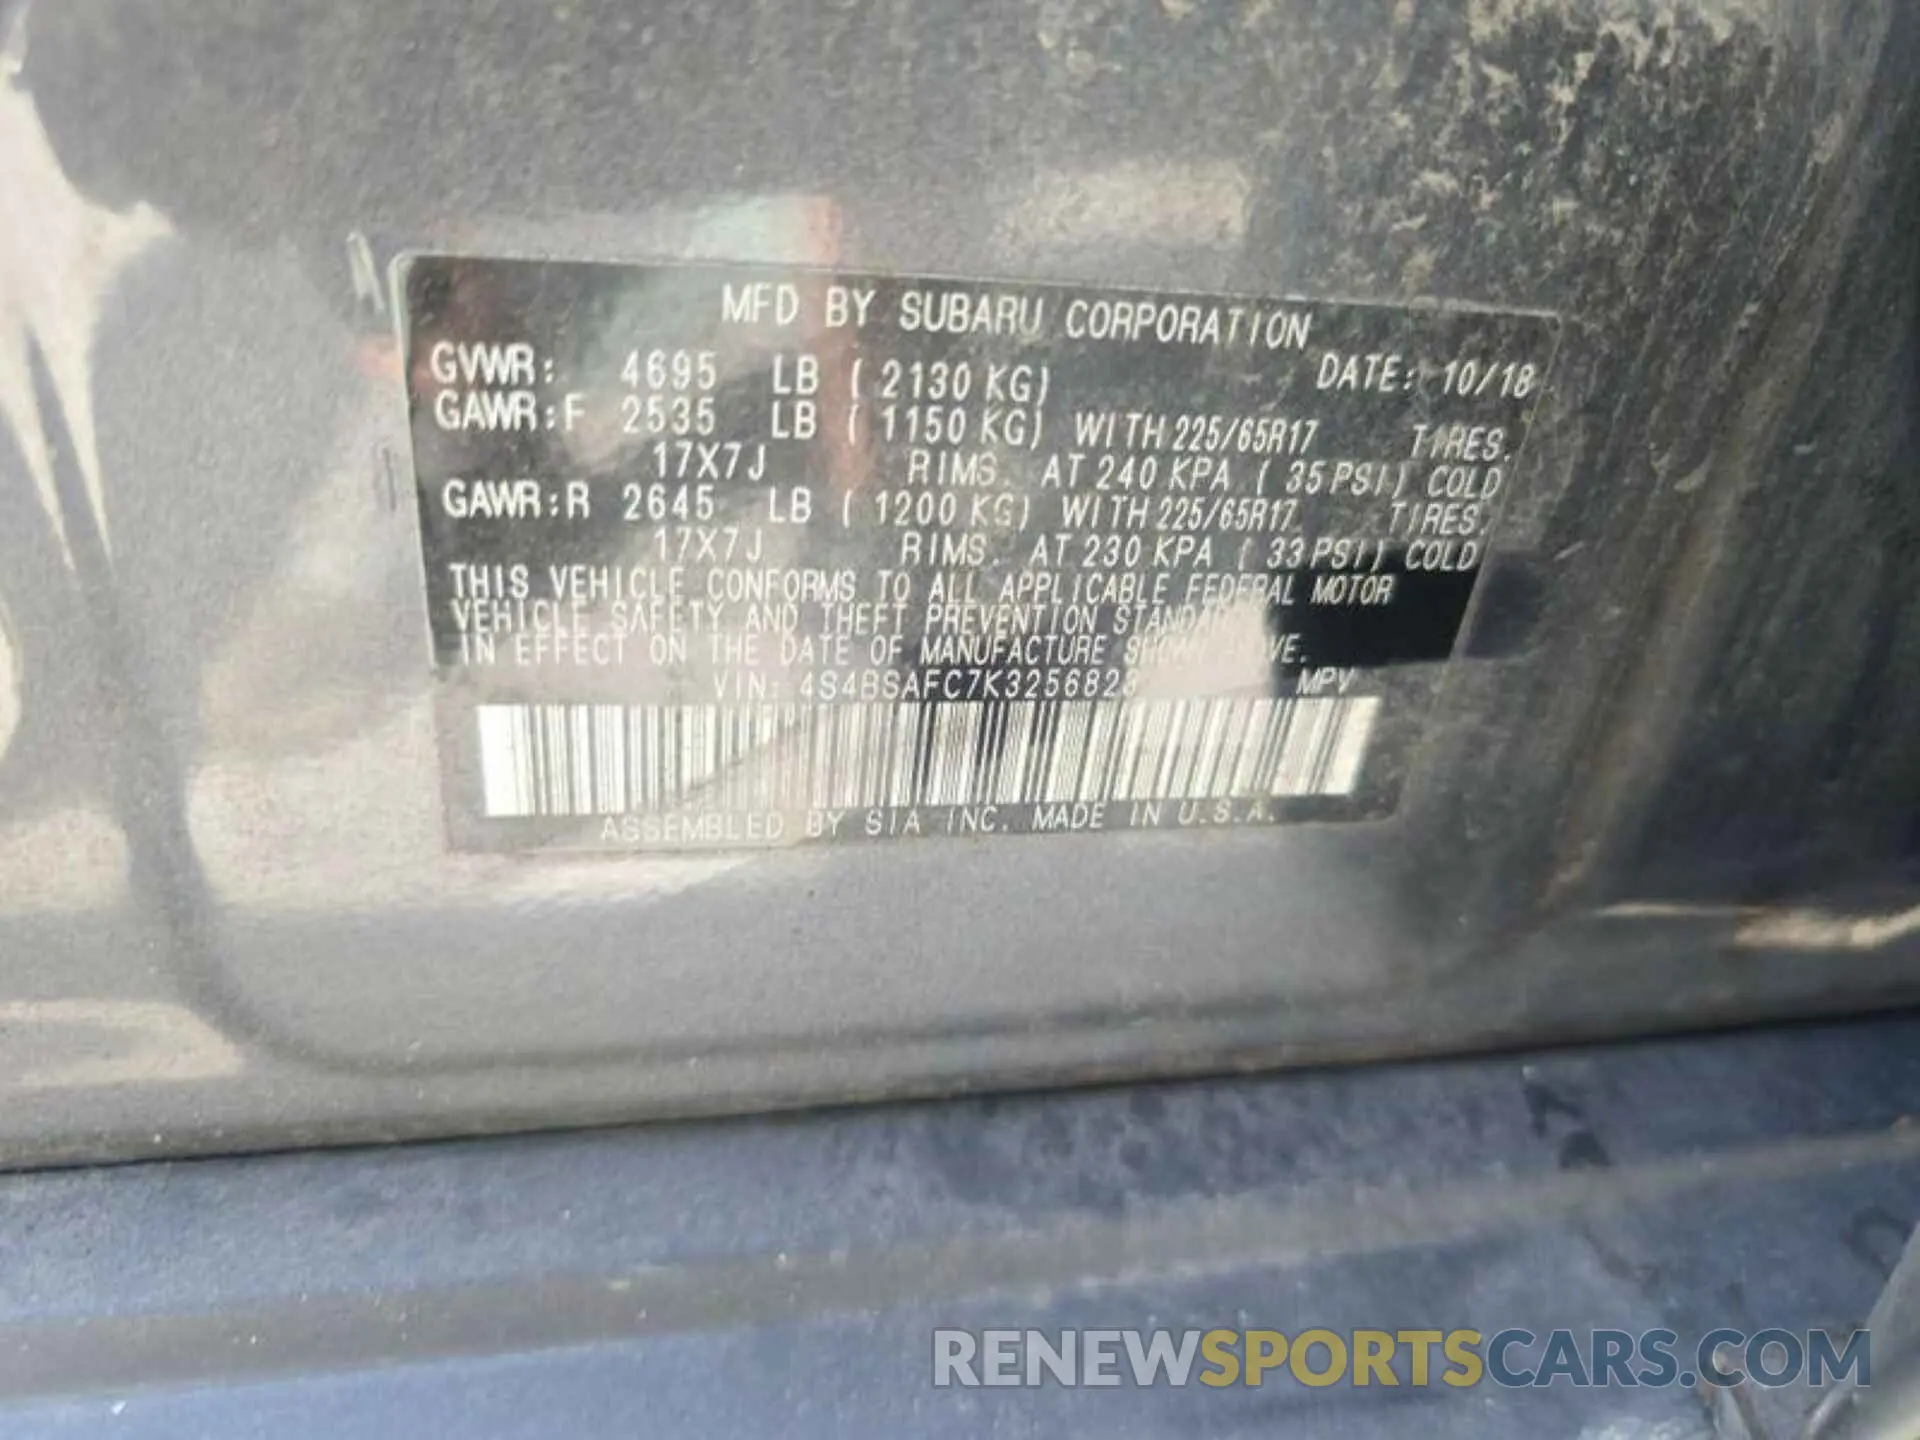 MFD BY SUBARU CORPORATION
GVWR: 4695 LB ( 2130 KG) DATE: 10/18
GAWR:F 2535 LB ( 1150 KG) WITH 225/65R17 TIRES.
17X7J RIMS. AT 240 KPA ( 35 PSI) COLD
GAWR:R 2645 LB ( 1200 KG) WITH 225/65R17 TIRES.
17X7J RIMS. AT 230 KPA ( 33 PSI) COLD
THIS VEHICLE CONFORMS TO ALL APPLICABLE FEDERAL MOTOR
VEHICLE SAFETY AND THEFT PREVENTION
IN EFFECT ON THE DATE OF MANUFACTURE
VIN: MPV
ASSEMBLED BY SIA INC. MADE IN U.S.A.
RENEWSPORTSCARS.COM